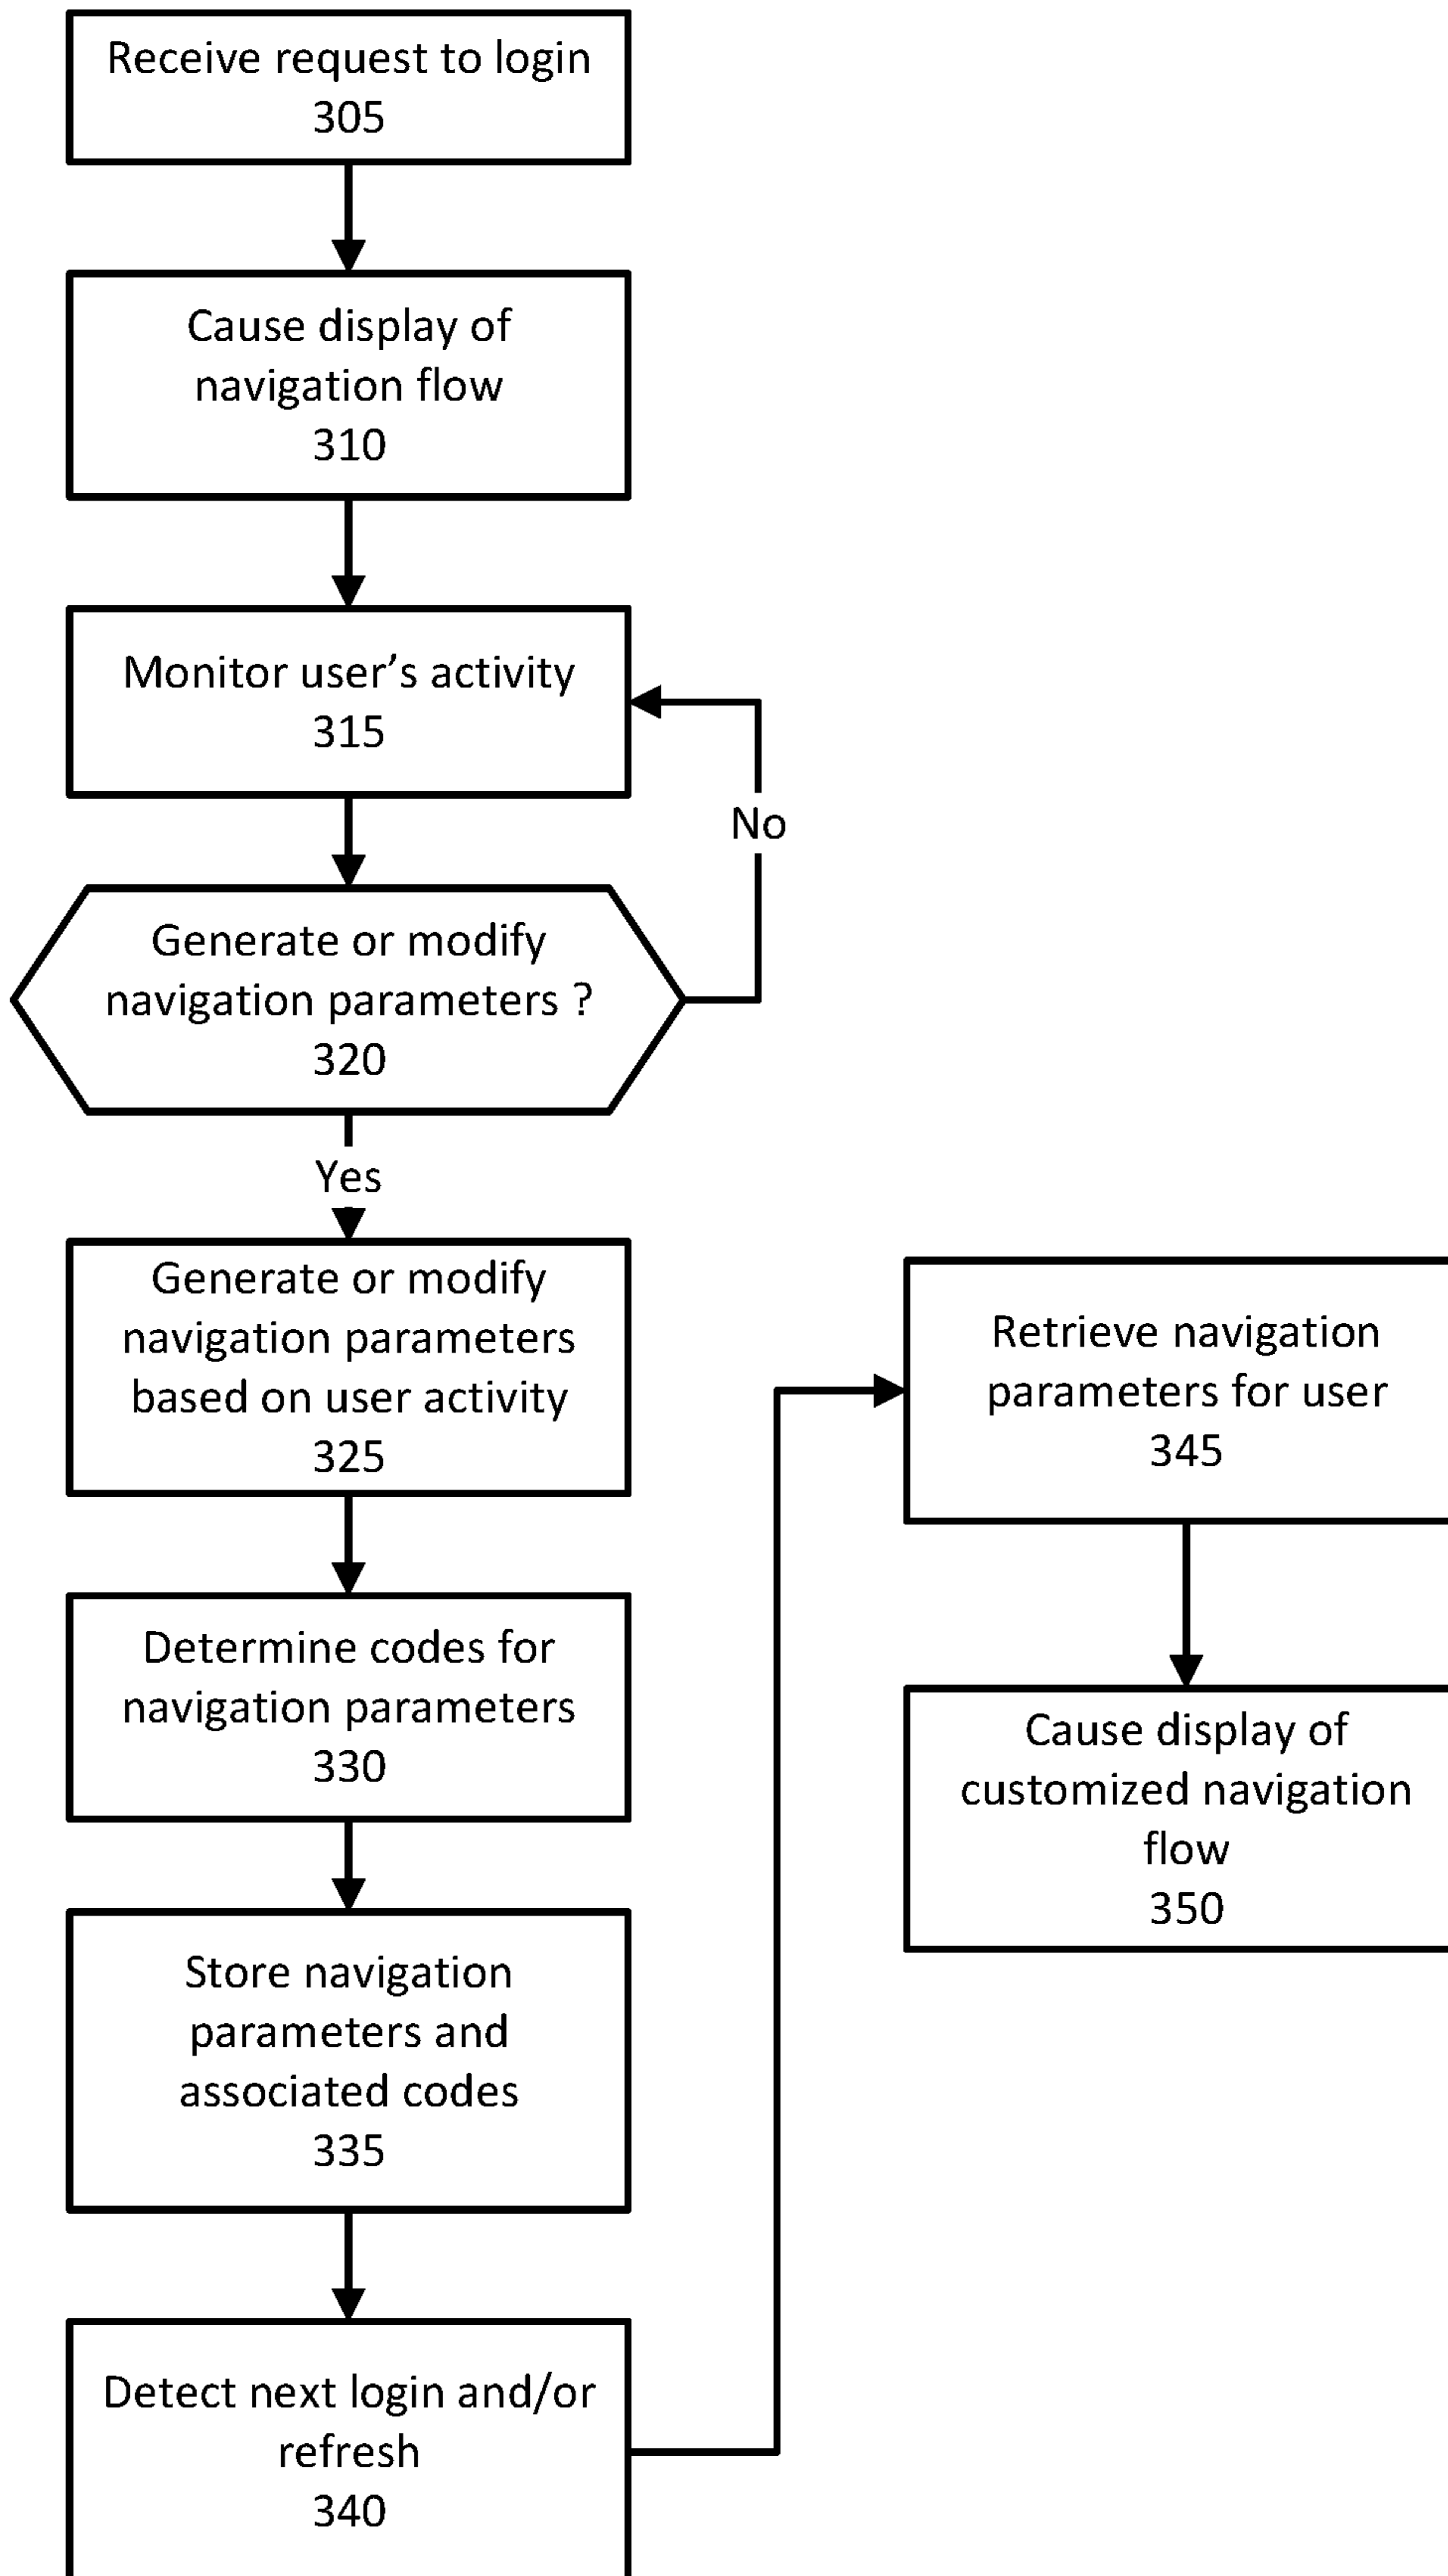 Receive request to login
305
Cause display of
navigation flow
310
Monitor user’s activity
315
No
Generate or modify
navigation parameters ?
320
Yes
Generate or modify
navigation parameters
based on user activity
325
Determine codes for
navigation parameters
330
Store navigation
parameters and
associated codes
335
Detect next login and/or
refresh
340
Retrieve navigation
parameters for user
345
Cause display of
customized navigation
flow
350